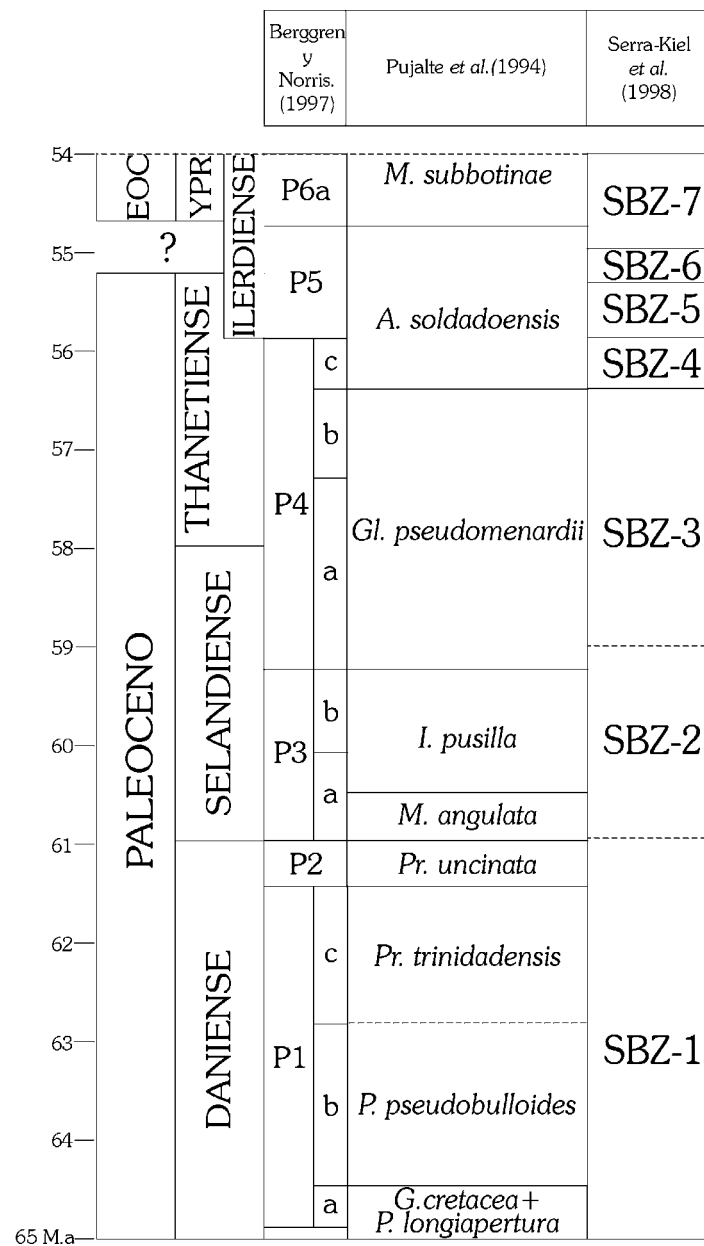 Berggren
y
Norris.
(1997)
Pujalte et al.(1994)
Serra-Kiel
et al.
(1998)
54
55
56
57
58
59
60
61
62
63
64
65 M.a
EOC
?
PALEOCENO
YPR
THANETIENSE
SELANDIENSE
DANIENSE
ILERDIENSE
P6a
P5
P4
c
b
a
P3
b
a
P2
P1
c
b
a
M. subbotinae
A. soldadoensis
Gl. pseudomenardii
I. pusilla
M. angulata
Pr. uncinata
Pr. trinidadensis
P. pseudobulloides
G.cretacea+
P. longiapertura
SBZ-7
SBZ-6
SBZ-5
SBZ-4
SBZ-3
SBZ-2
SBZ-1